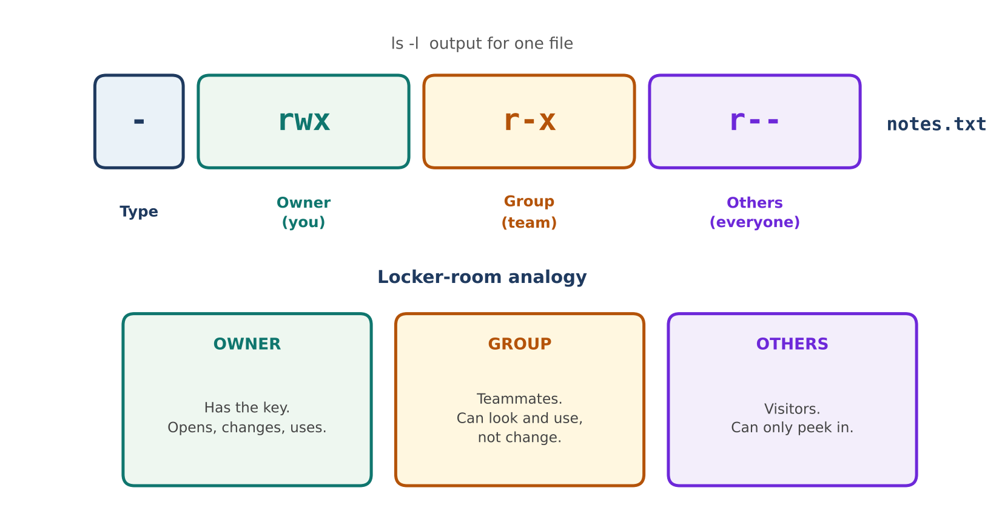 ls -l  output for one file
- rwx r-x r-- notes.txt
Type
Owner
(you)
Group
(team)
Others
(everyone)
Locker-room analogy
OWNER
Has the key.
Opens, changes, uses.
GROUP
Teammates.
Can look and use,
not change.
OTHERS
Visitors.
Can only peek in.